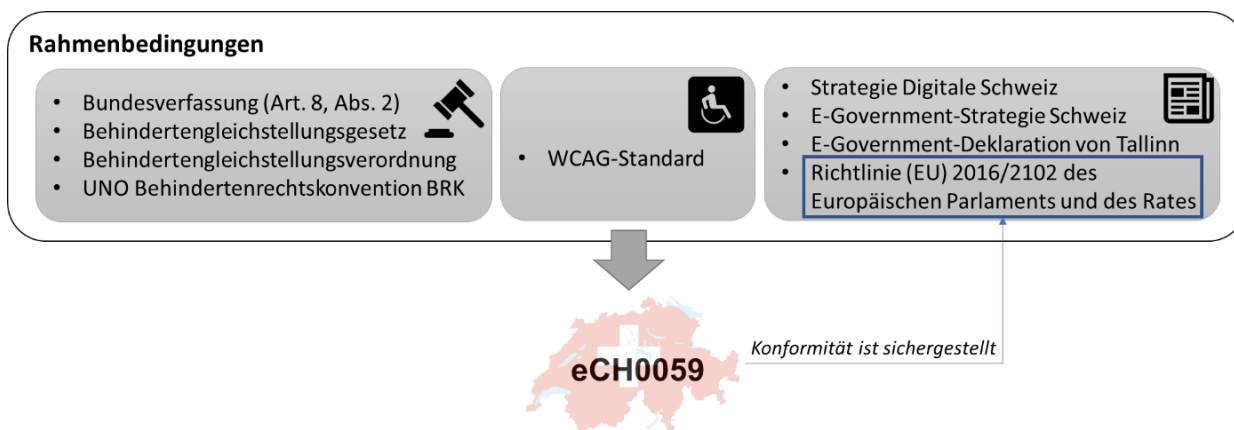 Rahmenbedingungen
• Bundesverfassung (Art. 8, Abs. 2)
• Behindertengleichstellungsgesetz
• Behindertengleichstellungsverordnung
• UNO Behindertenrechtskonvention BRK
• WCAG-Standard
• Strategie Digitale Schweiz
• E-Government-Strategie Schweiz
• E-Government-Deklaration von Tallinn
• Richtlinie (EU) 2016/2102 des
Europäischen Parlaments und des Rates
Konformität ist sichergestellt
eCH0059